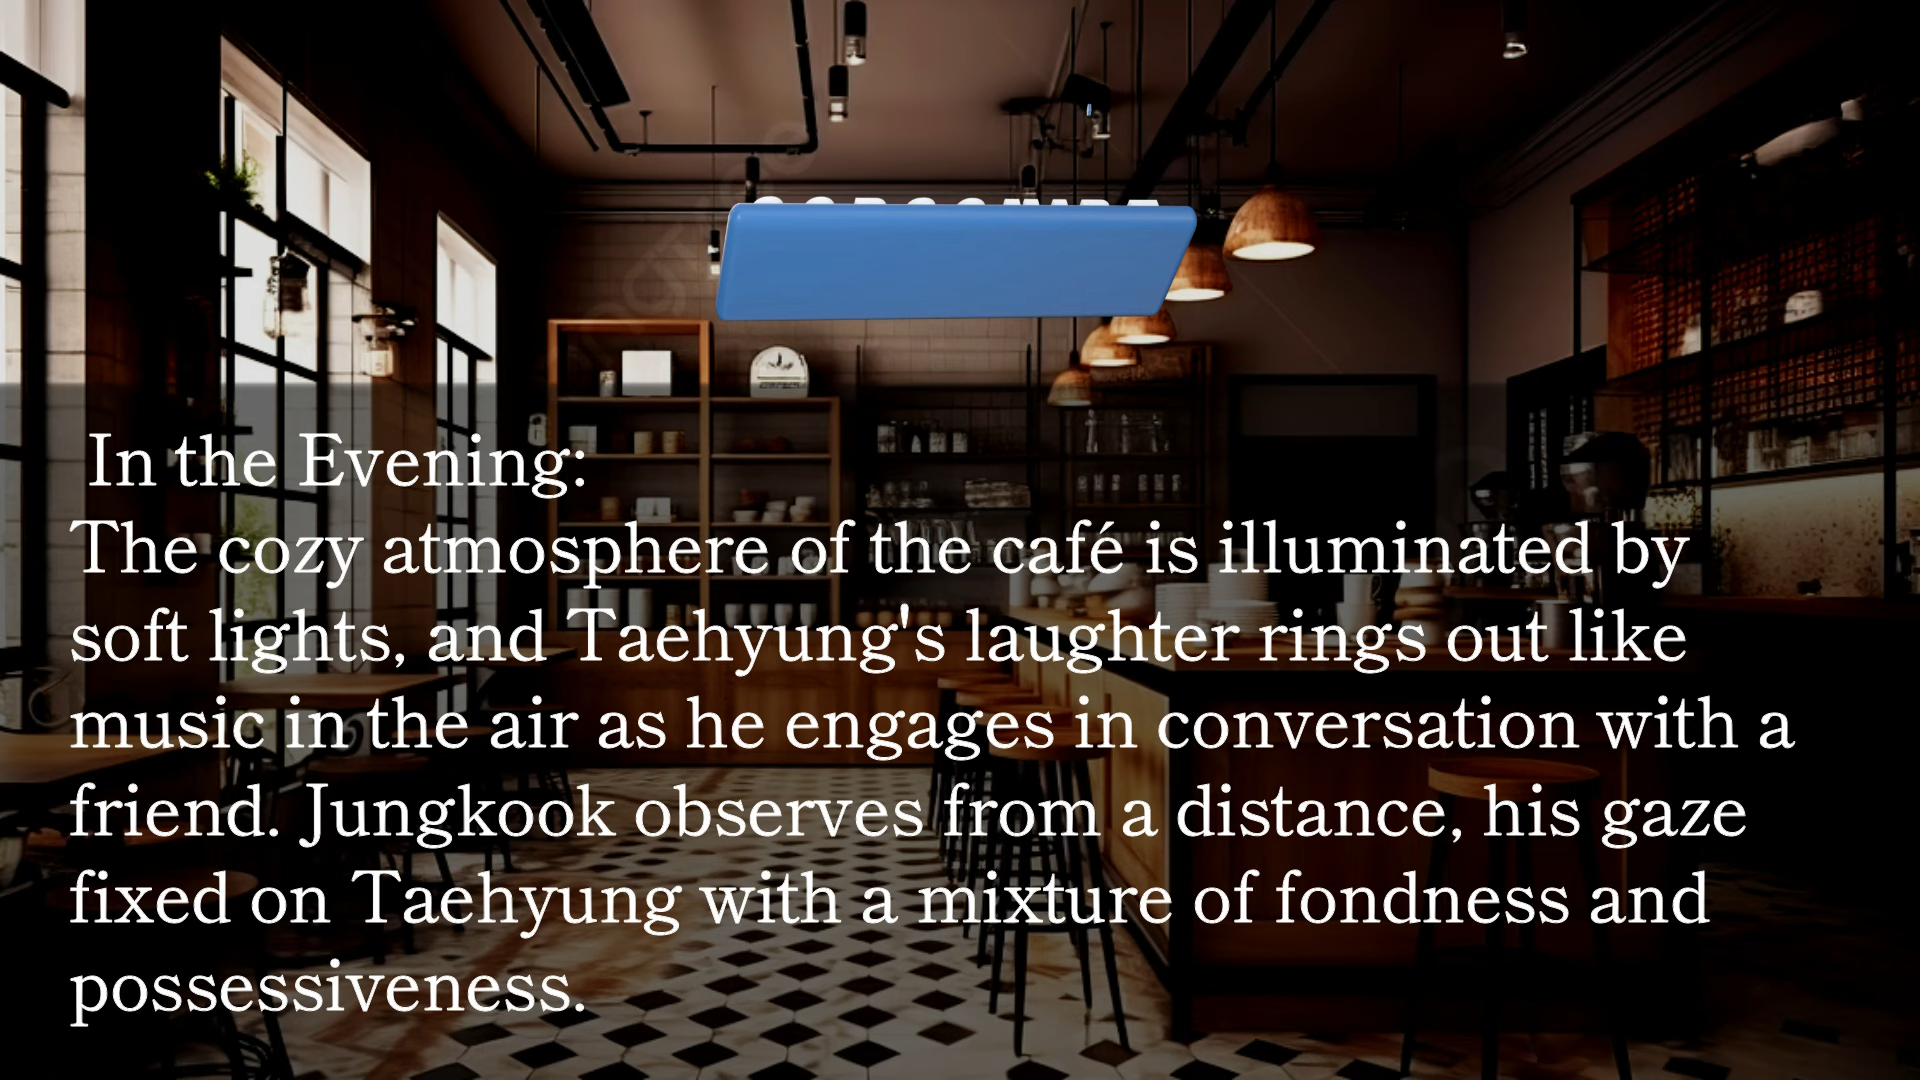 In the Evening:
The cozy atmosphere of the café is illuminated by
soft lights, and Taehyung's laughter rings out like
music in the air as he engages in conversation with a
friend. Jungkook observes from a distance, his gaze
fixed on Taehyung with a mixture of fondness and
possessiveness.